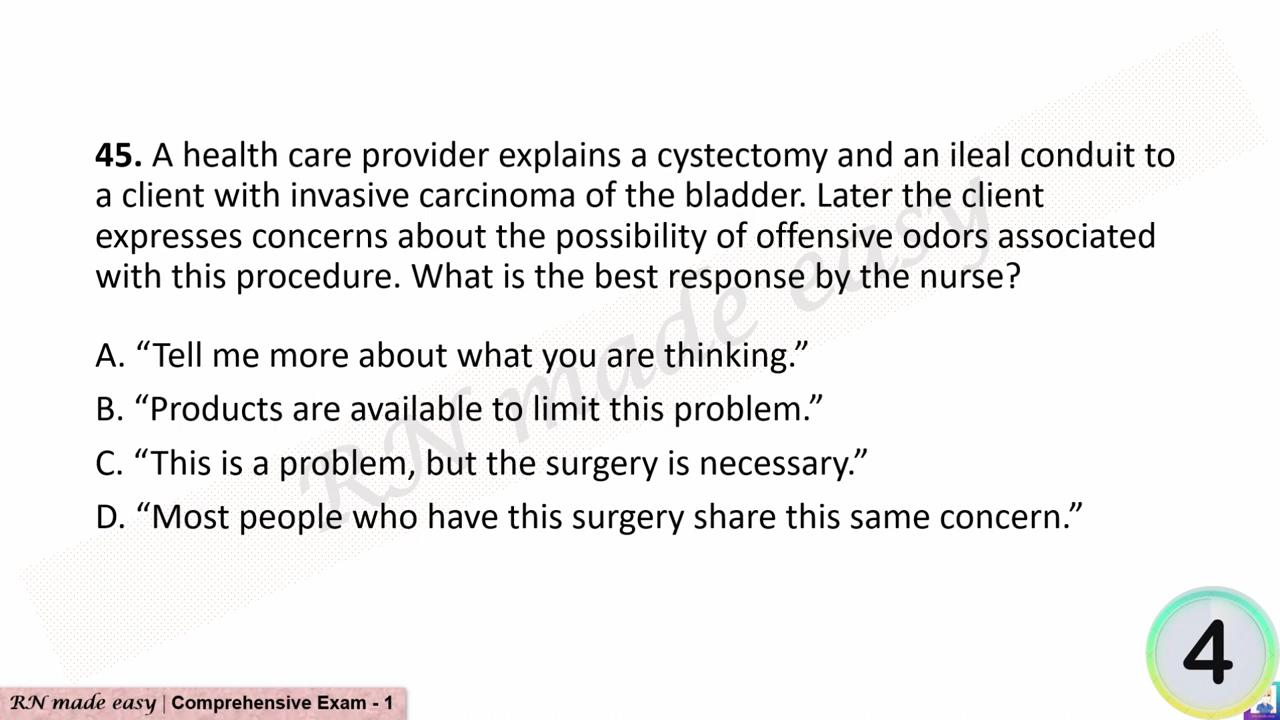 45. A health care provider explains a cystectomy and an ileal conduit to
a client with invasive carcinoma of the bladder. Later the client
expresses concerns about the possibility of offensive odors associated
with this procedure. What is the best response by the nurse?
A. “Tell me more about what you are thinking.”
B. “Products are available to limit this problem.”
C. “This is a problem, but the surgery is necessary.”
D. “Most people who have this surgery share this same concern.”
RN made easy
4
RN made easy | Comprehensive Exam - 1